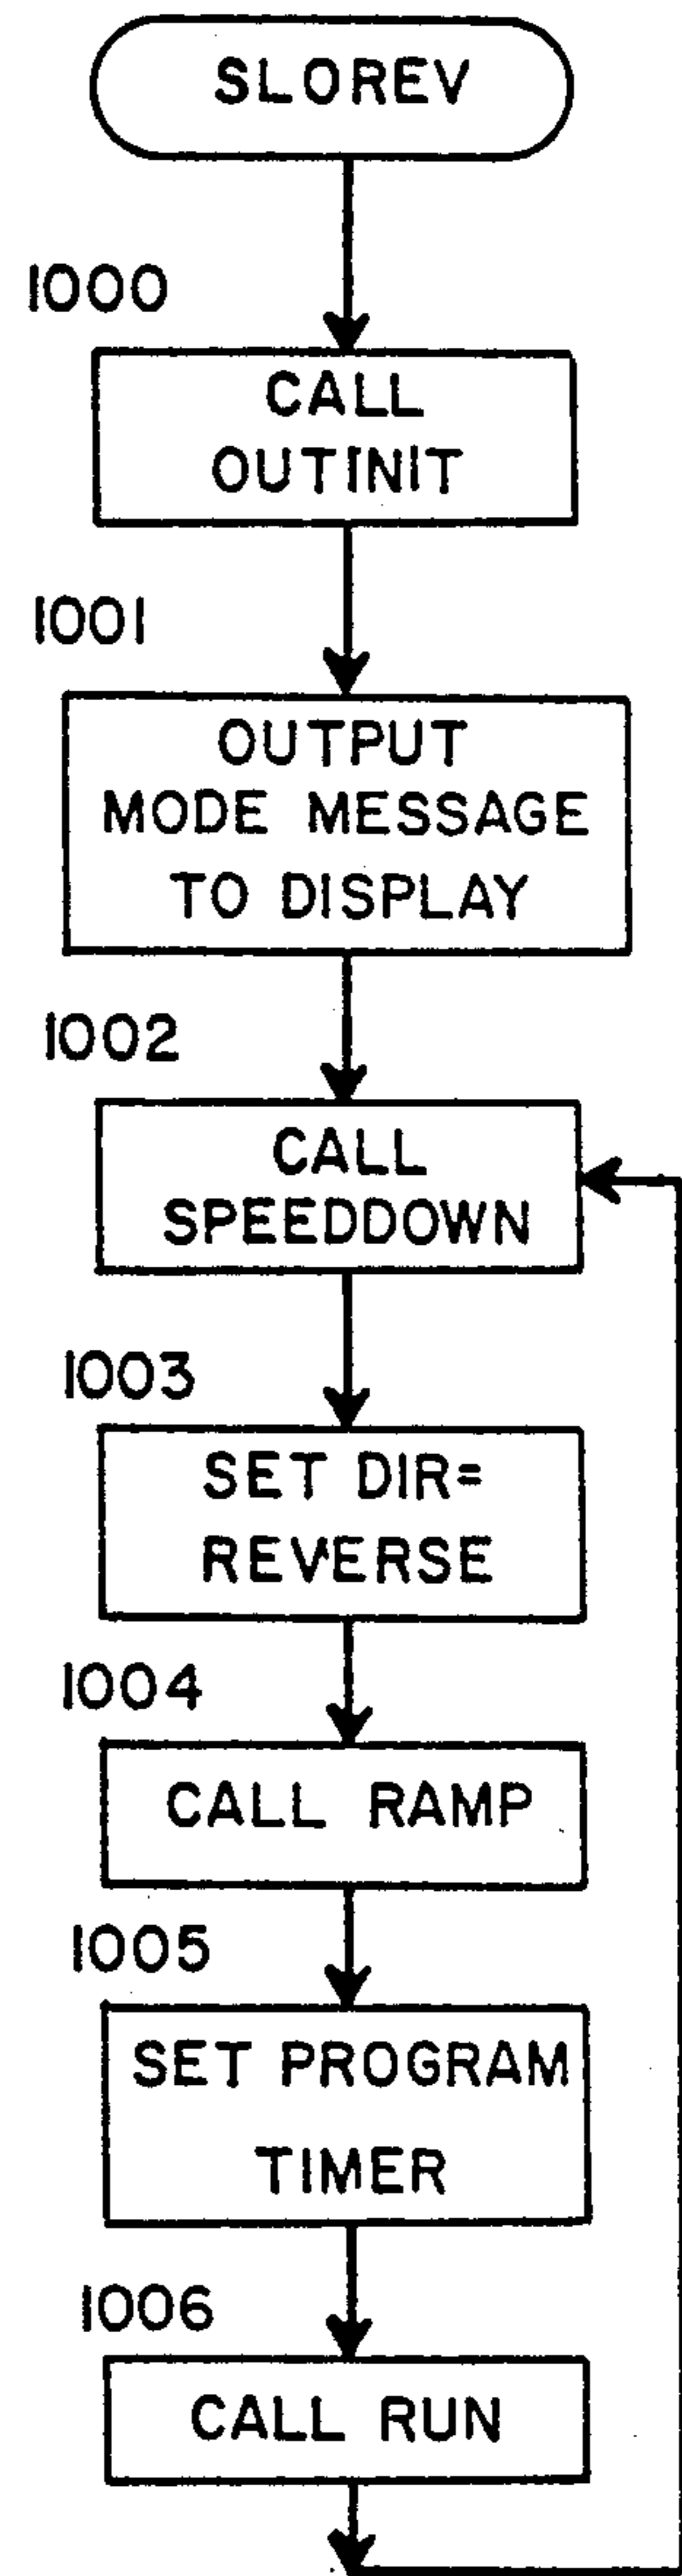 SLOREV
1000
CALL
OUTINIT
1001
OUTPUT
MODE MESSAGE
TO DISPLAY
1002
CALL
SPEEDDOWN
1003
SET DIR=
REVERSE
1004
CALL RAMP
1005
SET PROGRAM
TIMER
1006
CALL RUN